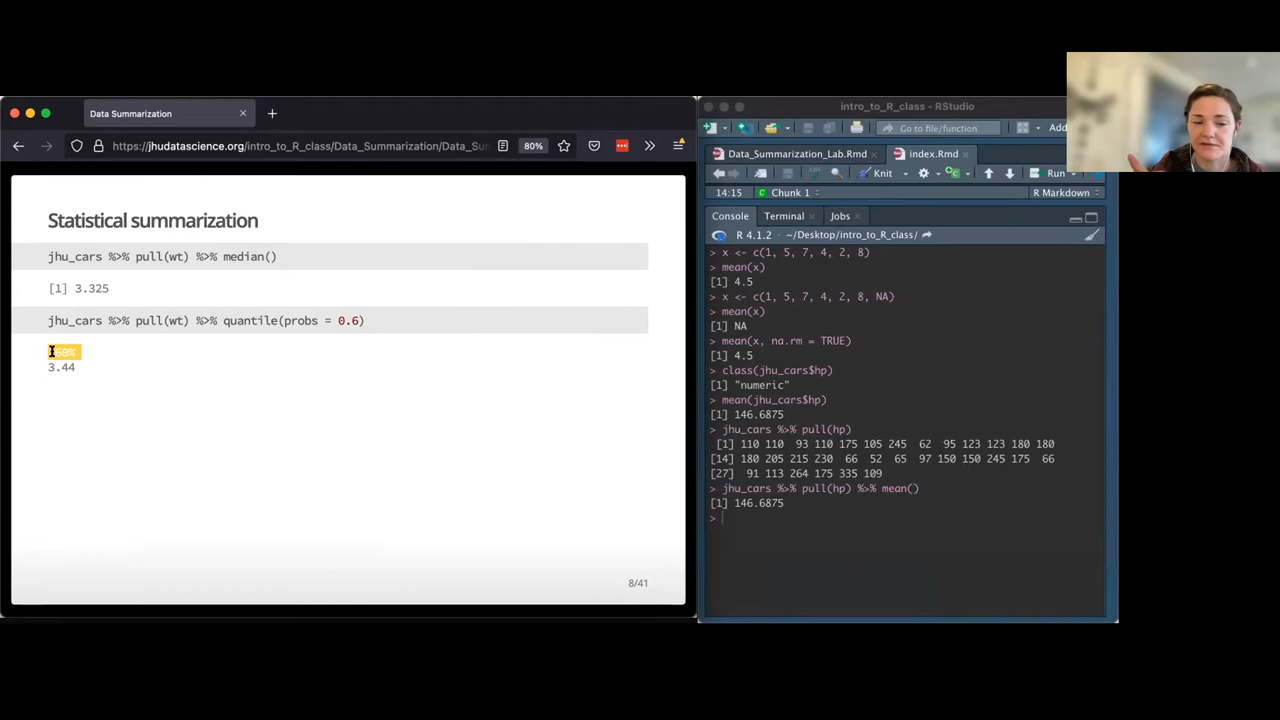 Data Summarization
https://jhudatascience.org/intro_to_R_class/Data_Summarization/Data_Su
80%
Statistical summarization
jhu_cars %>% pull(wt) %>% median()
[1] 3.325
jhu_cars %>% pull(wt) %>% quantile(probs = 0.6)
60%
3.44
8/41
intro_to_R_class - RStudio
Go to file/function
Add
Data_Summarization_Lab.Rmd
index.Rmd
Knit
Run
14:15
Chunk 1
R Markdown
Console
Terminal
Jobs
R 4.1.2 · ~/Desktop/intro_to_R_class/
> x <- c(1, 5, 7, 4, 2, 8)
> mean(x)
[1] 4.5
> x <- c(1, 5, 7, 4, 2, 8, NA)
> mean(x)
[1] NA
> mean(x, na.rm = TRUE)
[1] 4.5
> class(jhu_cars$hp)
[1] "numeric"
> mean(jhu_cars$hp)
[1] 146.6875
> jhu_cars %>% pull(hp)
[1] 110 110 93 110 175 105 245 62 95 123 123 180 180
[14] 180 205 215 230 66 52 65 97 150 150 245 175 66
[27] 91 113 264 175 335 109
> jhu_cars %>% pull(hp) %>% mean()
[1] 146.6875
>